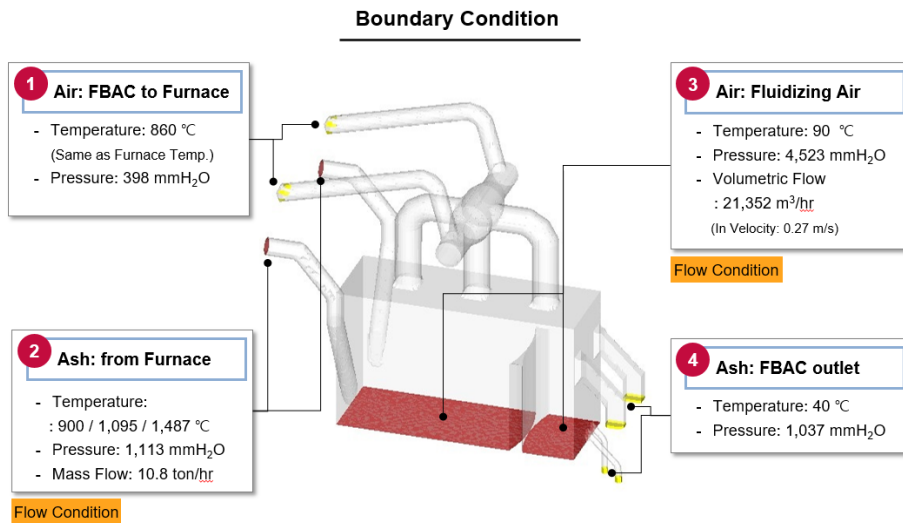 Boundary Condition
1
Air: FBAC to Furnace
- Temperature: 860 ℃
(Same as Furnace Temp.)
- Pressure: 398 mmH₂O
2
Ash: from Furnace
- Temperature:
: 900 / 1,095 / 1,487 ℃
- Pressure: 1,113 mmH₂O
- Mass Flow: 10.8 ton/hr
Flow Condition
3
Air: Fluidizing Air
- Temperature: 90 ℃
- Pressure: 4,523 mmH₂O
- Volumetric Flow
: 21,352 m³/hr
(In Velocity: 0.27 m/s)
Flow Condition
4
Ash: FBAC outlet
- Temperature: 40 ℃
- Pressure: 1,037 mmH₂O